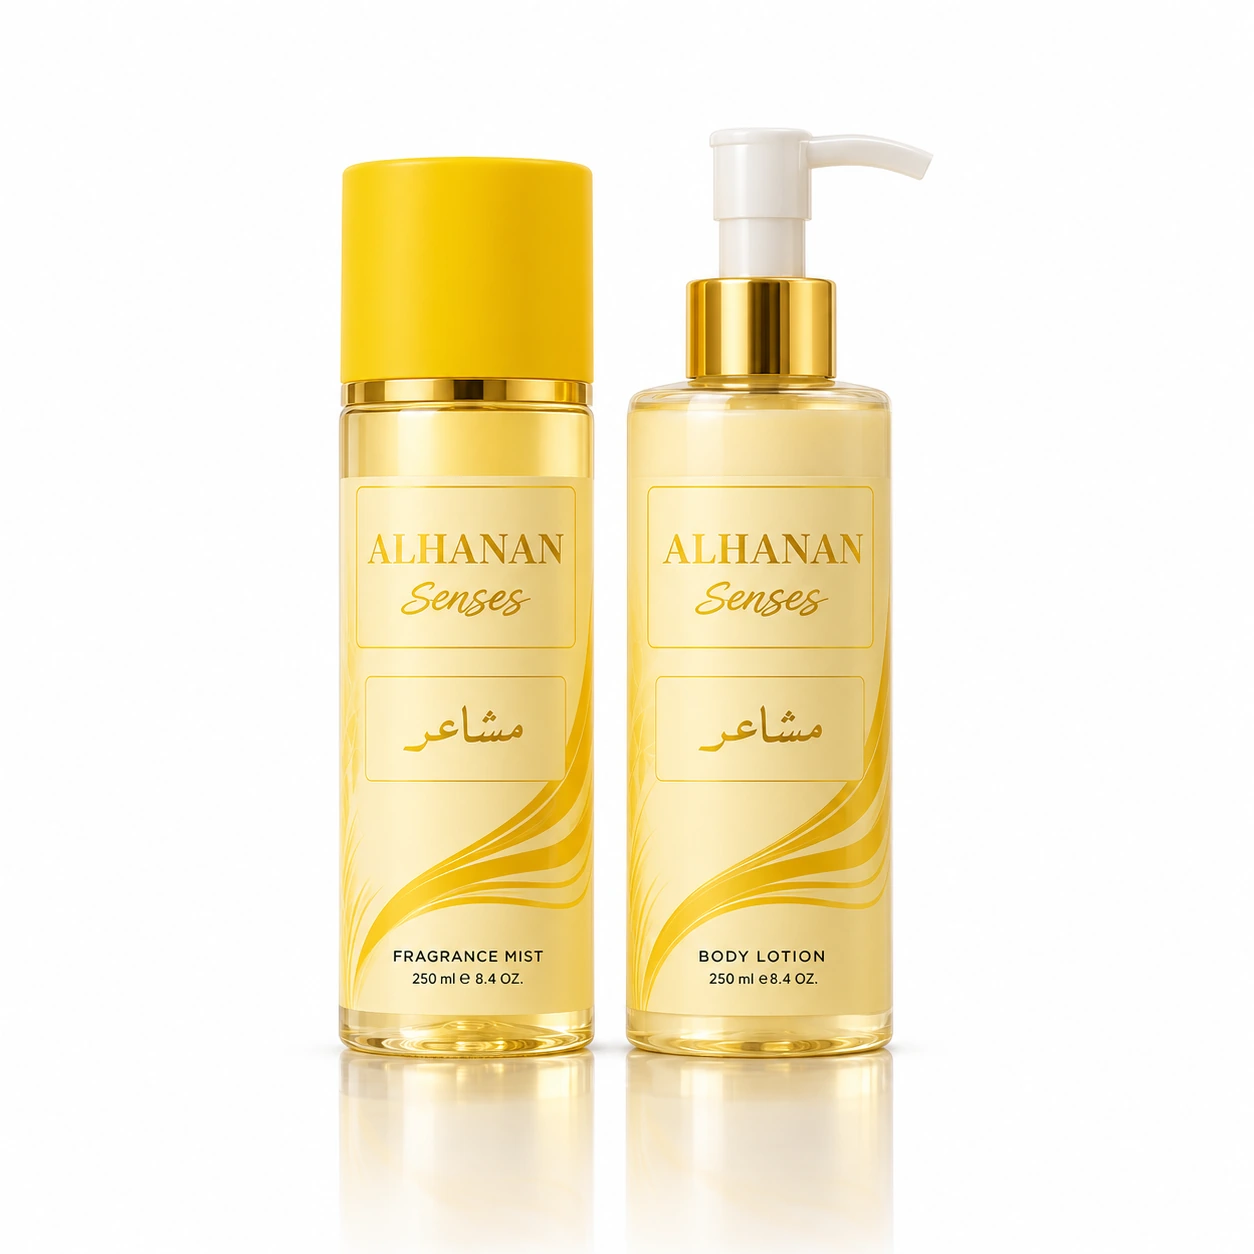 ALHANAN
Senses
مشاعر
FRAGRANCE MIST
250 ml e 8.4 OZ.
ALHANAN
Senses
مشاعر
BODY LOTION
250 ml e8.4 OZ.